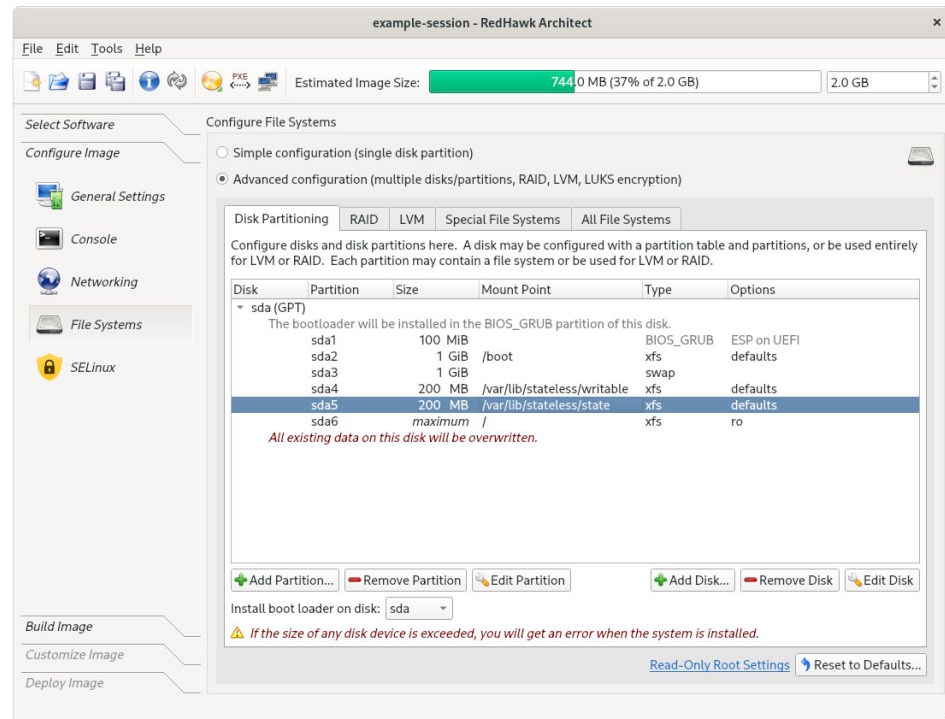 example-session - RedHawk Architect ×
File Edit Tools Help
PXE Estimated Image Size: 744.0 MB (37% of 2.0 GB) 2.0 GB
Select Software
Configure Image
General Settings
Console
Networking
File Systems
SELinux
Build Image
Customize Image
Deploy Image
Configure File Systems
Simple configuration (single disk partition)
Advanced configuration (multiple disks/partitions, RAID, LVM, LUKS encryption)
Disk Partitioning RAID LVM Special File Systems All File Systems
Configure disks and disk partitions here. A disk may be configured with a partition table and partitions, or be used entirely
for LVM or RAID. Each partition may contain a file system or be used for LVM or RAID.
Disk Partition Size Mount Point Type Options
sda (GPT)
The bootloader will be installed in the BIOS_GRUB partition of this disk.
sda1 100 MiB BIOS_GRUB ESP on UEFI
sda2 1 GiB /boot xfs defaults
sda3 1 GiB swap
sda4 200 MB /var/lib/stateless/writable xfs defaults
sda5 200 MB /var/lib/stateless/state xfs defaults
sda6 maximum / xfs ro
All existing data on this disk will be overwritten.
Add Partition... Remove Partition Edit Partition Add Disk... Remove Disk Edit Disk
Install boot loader on disk: sda
If the size of any disk device is exceeded, you will get an error when the system is installed.
Read-Only Root Settings Reset to Defaults...